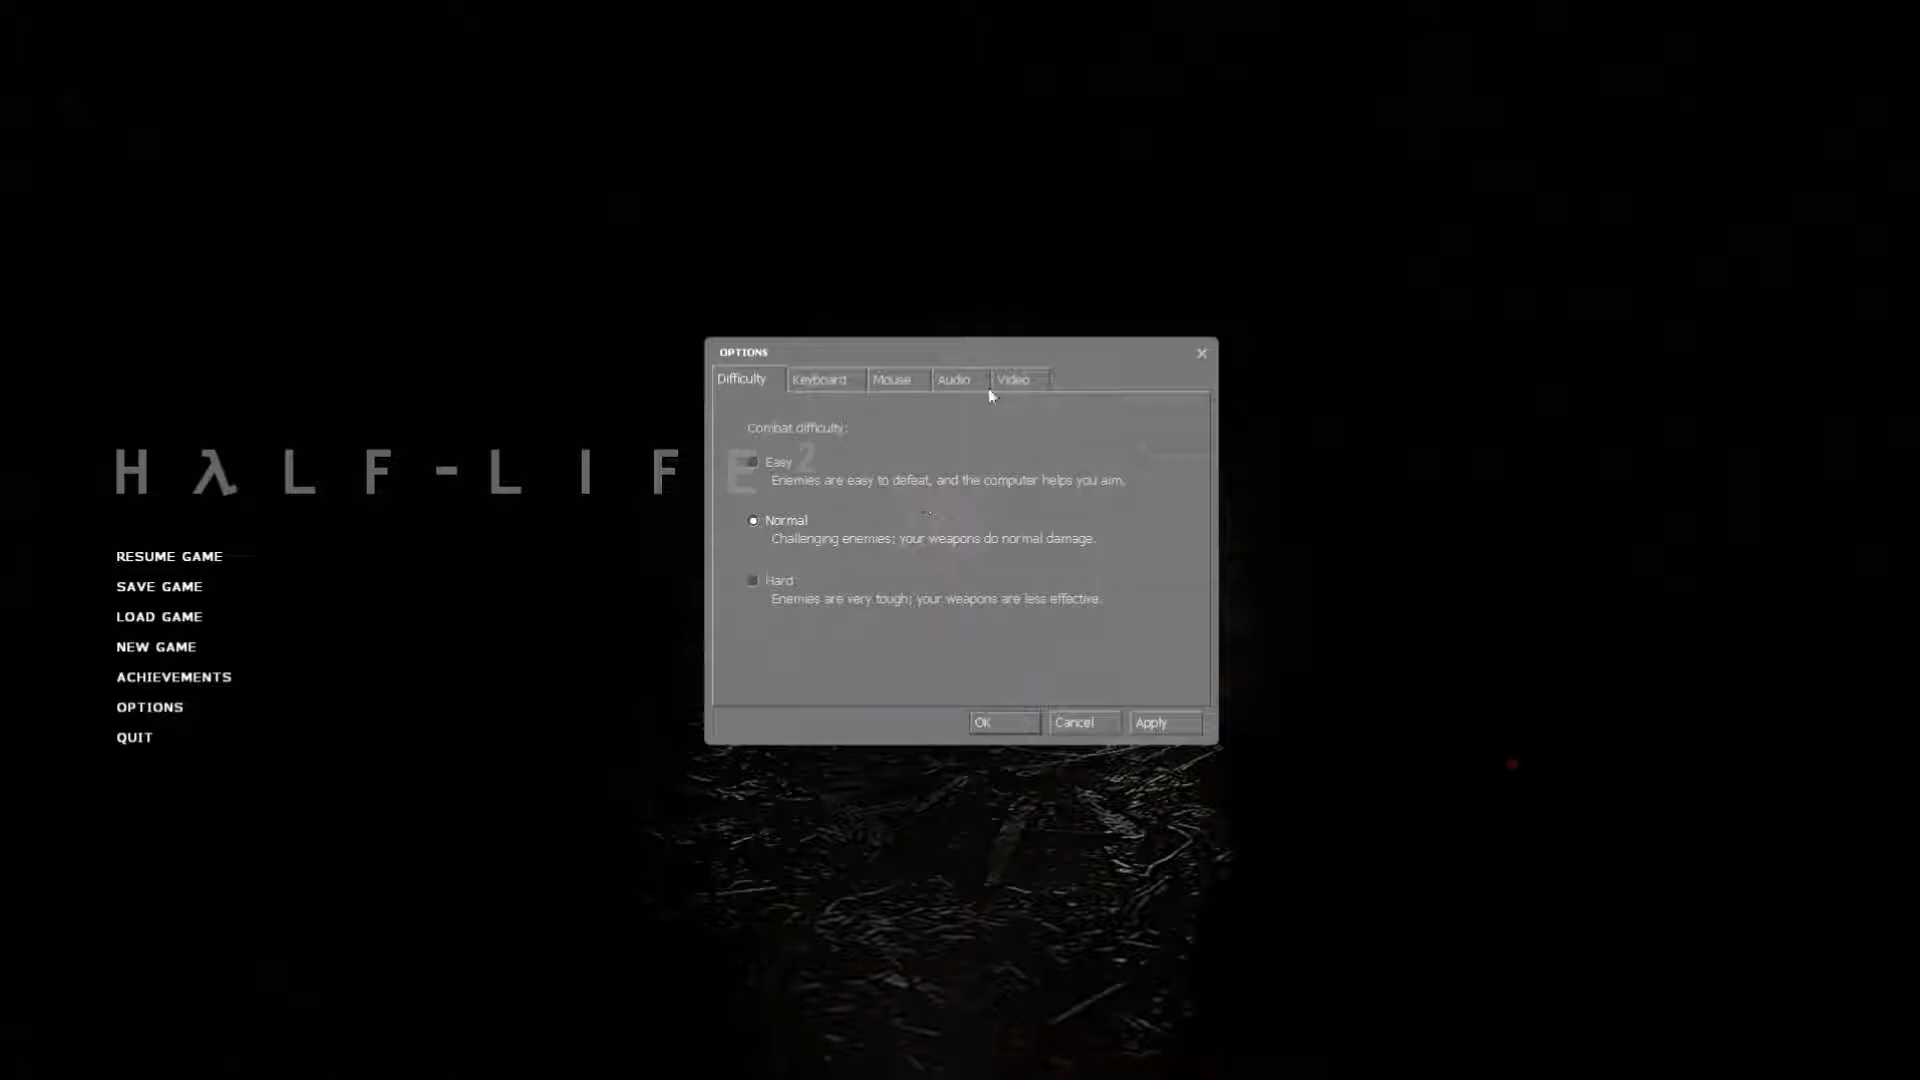 OPTIONS
Difficulty Keyboard Mouse Audio Video
Combat difficulty:
HλLF-LIFE 2
Easy
Enemies are easy to defeat, and the computer helps you aim.
Normal
Challenging enemies; your weapons do normal damage.
Hard
Enemies are very tough; your weapons are less effective.
OK Cancel Apply
RESUME GAME
SAVE GAME
LOAD GAME
NEW GAME
ACHIEVEMENTS
OPTIONS
QUIT